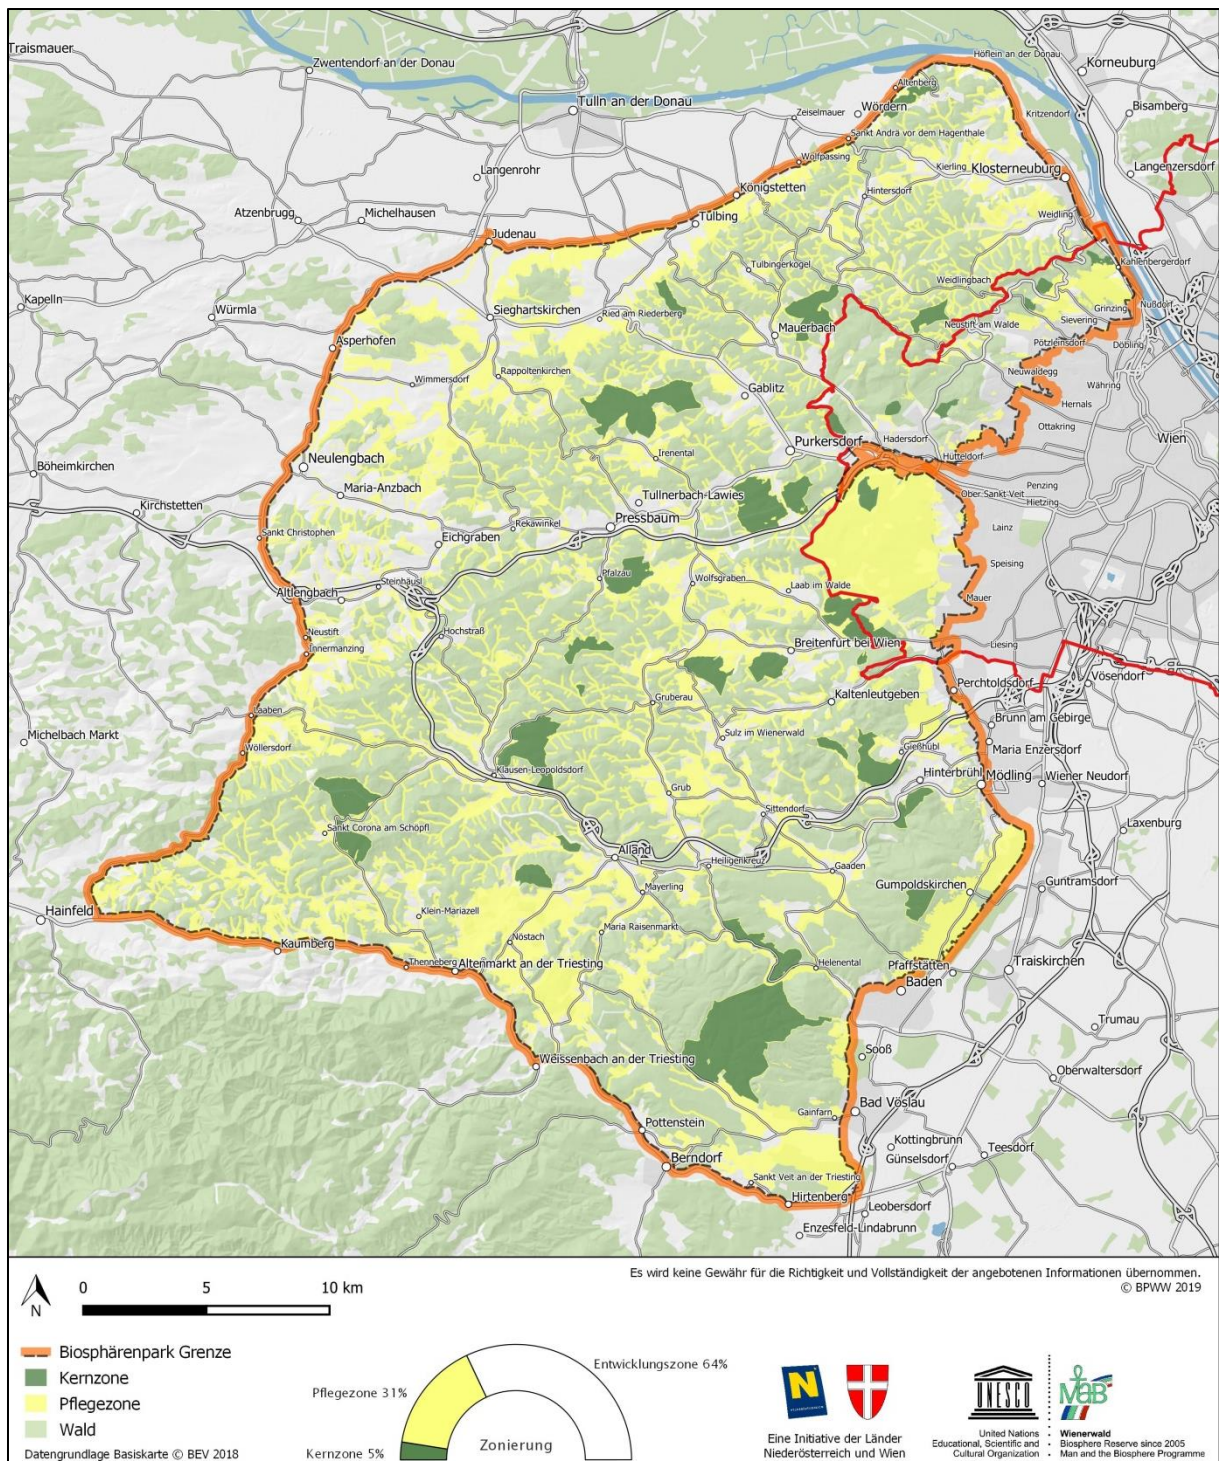 Traismauer
Zwentendorf an der Donau
Höflein an der Donau
Korneuburg
Altenberg
Tulln an der Donau
Wördern
Zeiselmauer
Bisamberg
Kritzendorf
Sankt Andrä vor dem Hagenthale
Wolfpassing
Kierling
Klosterneuburg
Langenzersdorf
Langenrohr
Königstetten
Hintersdorf
Atzenbrugg
Michelhausen
Tulbing
Weidling
Judenau
Tulbingerkogel
Weidlingbach
Kahlenbergerdorf
Kapelln
Würmla
Sieghartskirchen
Ried am Riederberg
Grinzing
Nußdorf
Mauerbach
Neustift am Walde
Sievering
Asperhofen
Pötzleinsdorf
Döbling
Wimmersdorf
Rappoltenkirchen
Neuwaldegg
Währing
Gablitz
Hernals
Ottakring
Wien
Purkersdorf
Hadersdorf
Hütteldorf
Böheimkirchen
Neulengbach
Irenental
Penzing
Maria-Anzbach
Tullnerbach-Lawies
Ober Sankt Veit
Hietzing
Kirchstetten
Sankt Christophen
Rekawinkel
Pressbaum
Lainz
Eichgraben
Speising
Steinhäusl
Pfalzau
Wolfsgraben
Laab im Walde
Altlengbach
Mauer
Neustift
Hochstraß
Innermanzing
Breitenfurt bei Wien
Liesing
Perchtoldsdorf
Vösendorf
Gruberau
Kaltenleutgeben
Laaben
Brunn am Gebirge
Michelbach Markt
Wöllersdorf
Sulz im Wienerwald
Gießhübl
Maria Enzersdorf
Klausen-Leopoldsdorf
Hinterbrühl
Mödling
Wiener Neudorf
Grub
Sittendorf
Sankt Corona am Schöpfl
Laxenburg
Alland
Heiligenkreuz
Gaaden
Mayerling
Gumpoldskirchen
Guntramsdorf
Hainfeld
Klein-Mariazell
Maria Raisenmarkt
Nöstach
Kaumberg
Thenneberg
Altenmarkt an der Triesting
Helenental
Pfaffstätten
Traiskirchen
Baden
Trumau
Sooß
Weissenbach an der Triesting
Oberwaltersdorf
Gainfarn
Bad Vöslau
Pottenstein
Kottingbrunn
Teesdorf
Günselsdorf
Berndorf
Sankt Veit an der Triesting
Hirtenberg
Leobersdorf
Enzesfeld-Lindabrunn
Es wird keine Gewähr für die Richtigkeit und Vollständigkeit der angebotenen Informationen übernommen.
© BPWW 2019
N
0 5 10 km
Biosphärenpark Grenze
Kernzone
Pflegezone
Wald
Datengrundlage Basiskarte © BEV 2018
Entwicklungszone 64%
Pflegezone 31%
Kernzone 5%
Zonierung
N
Eine Initiative der Länder
Niederösterreich und Wien
UNESCO
United Nations
Educational, Scientific and
Cultural Organization
MaB
Wienerwald
Biosphere Reserve since 2005
Man and the Biosphere Programme